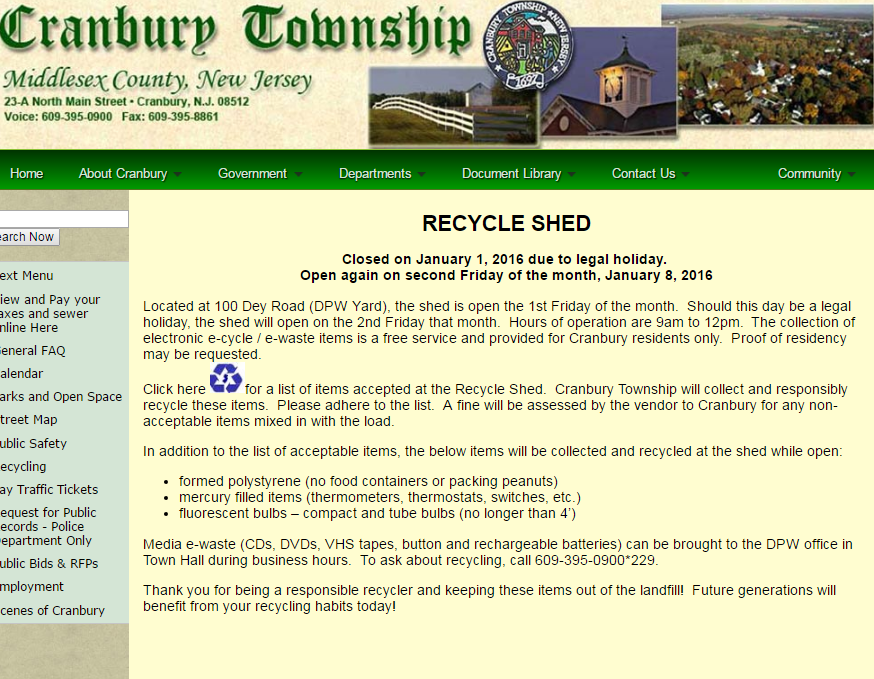 Cranbury Township
Middlesex County, New Jersey
23-A North Main Street • Cranbury, N.J. 08512
Voice: 609-395-0900 Fax: 609-395-8861
CRANBURY TOWNSHIP NEW JERSEY
1697
Home About Cranbury Government Departments Document Library Contact Us Community
earch Now
ext Menu
iew and Pay your
axes and sewer
nline Here
eneral FAQ
alendar
arks and Open Space
treet Map
ublic Safety
ecycling
ay Traffic Tickets
equest for Public
ecords - Police
epartment Only
ublic Bids & RFPs
mployment
cenes of Cranbury
RECYCLE SHED
Closed on January 1, 2016 due to legal holiday.
Open again on second Friday of the month, January 8, 2016
Located at 100 Dey Road (DPW Yard), the shed is open the 1st Friday of the month. Should this day be a legal
holiday, the shed will open on the 2nd Friday that month. Hours of operation are 9am to 12pm. The collection of
electronic e-cycle / e-waste items is a free service and provided for Cranbury residents only. Proof of residency
may be requested.
Click here for a list of items accepted at the Recycle Shed. Cranbury Township will collect and responsibly
recycle these items. Please adhere to the list. A fine will be assessed by the vendor to Cranbury for any non-
acceptable items mixed in with the load.
In addition to the list of acceptable items, the below items will be collected and recycled at the shed while open:
• formed polystyrene (no food containers or packing peanuts)
• mercury filled items (thermometers, thermostats, switches, etc.)
• fluorescent bulbs – compact and tube bulbs (no longer than 4')
Media e-waste (CDs, DVDs, VHS tapes, button and rechargeable batteries) can be brought to the DPW office in
Town Hall during business hours. To ask about recycling, call 609-395-0900*229.
Thank you for being a responsible recycler and keeping these items out of the landfill! Future generations will
benefit from your recycling habits today!